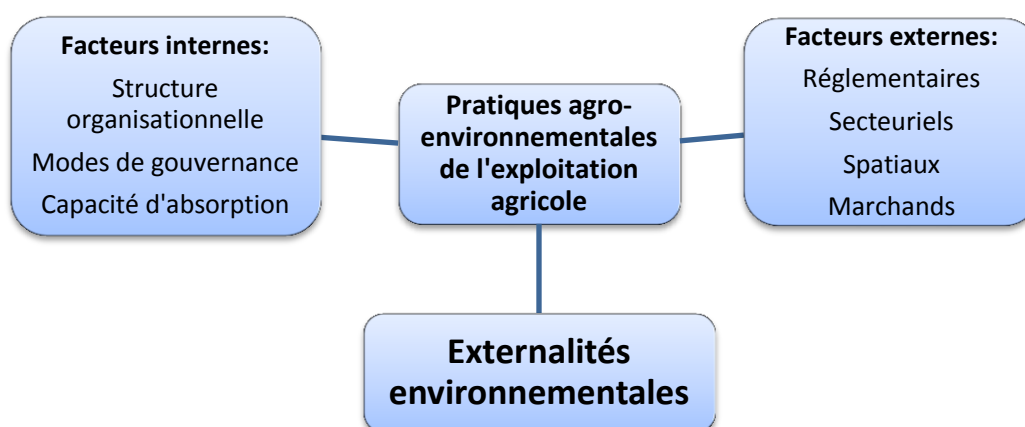 Facteurs internes:
Structure
organisationnelle
Modes de gouvernance
Capacité d'absorption
Pratiques agro-
environnementales
de l'exploitation
agricole
Facteurs externes:
Réglementaires
Secteuriels
Spatiaux
Marchands
Externalités
environnementales